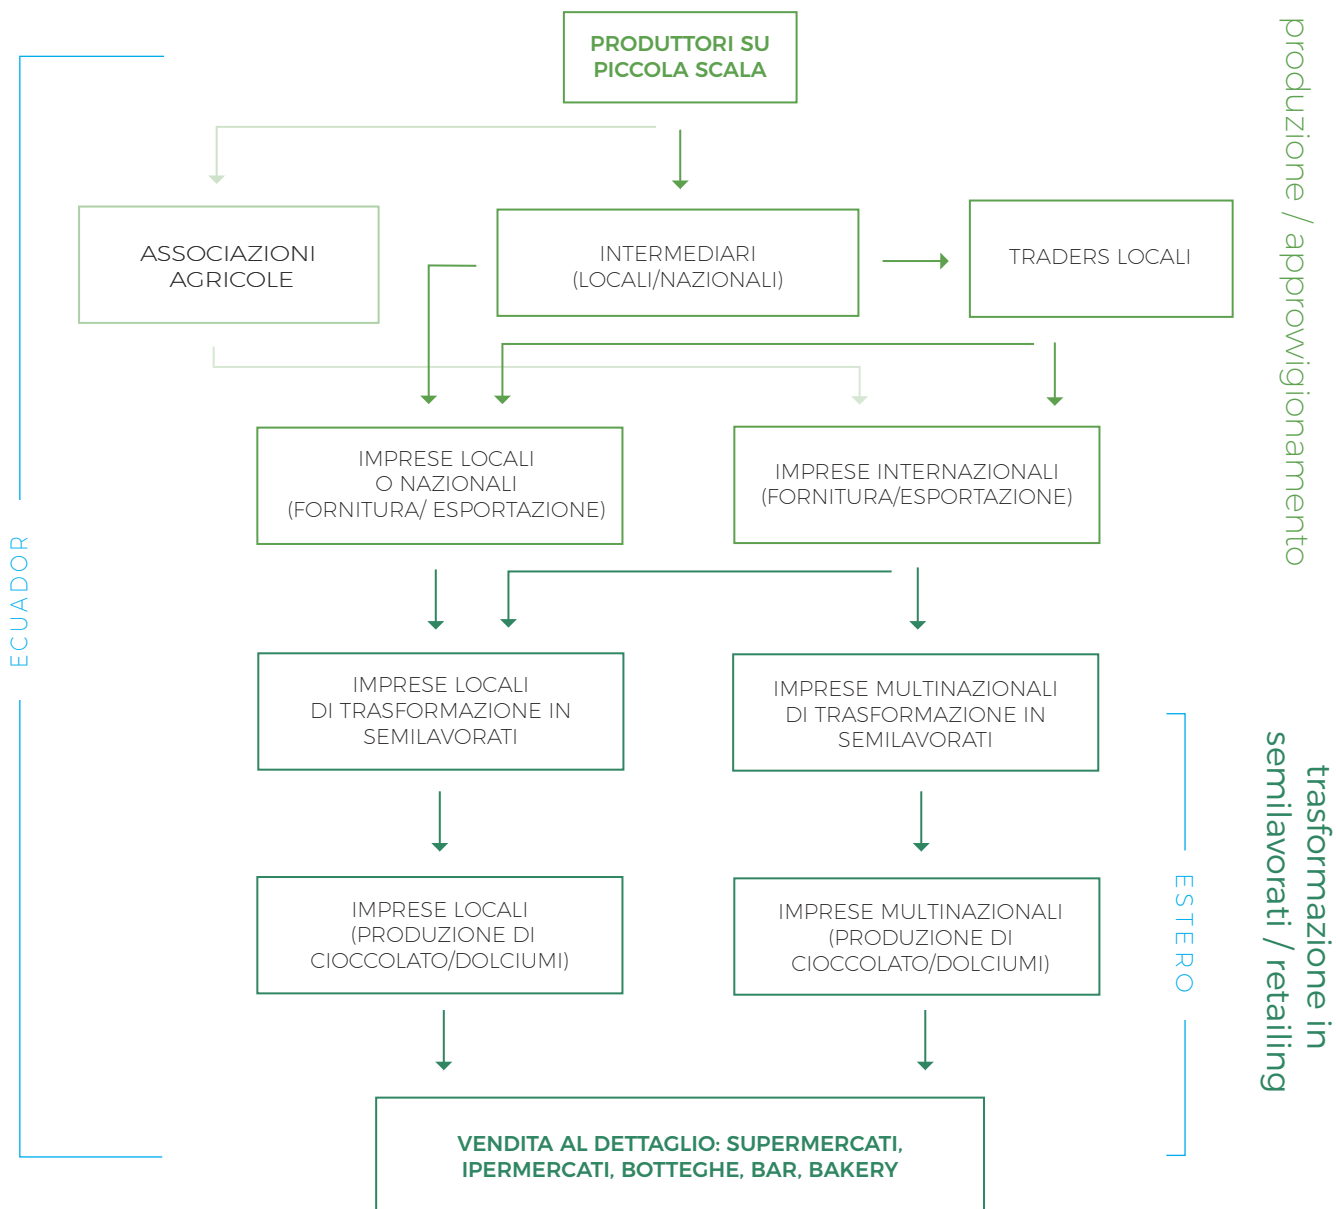 PRODUTTORI SU
PICCOLA SCALA
ASSOCIAZIONI
AGRICOLE
INTERMEDIARI
(LOCALI/NAZIONALI)
TRADERS LOCALI
IMPRESE LOCALI
O NAZIONALI
(FORNITURA/ ESPORTAZIONE)
IMPRESE INTERNAZIONALI
(FORNITURA/ESPORTAZIONE)
IMPRESE LOCALI
DI TRASFORMAZIONE IN
SEMILAVORATI
IMPRESE MULTINAZIONALI
DI TRASFORMAZIONE IN
SEMILAVORATI
IMPRESE LOCALI
(PRODUZIONE DI
CIOCCOLATO/DOLCIUMI)
IMPRESE MULTINAZIONALI
(PRODUZIONE DI
CIOCCOLATO/DOLCIUMI)
VENDITA AL DETTAGLIO: SUPERMERCATI,
IPERMERCATI, BOTTEGHE, BAR, BAKERY
ECUADOR
ESTERO
produzione / approvvigionamento
trasformazione in
semilavorati / retailing